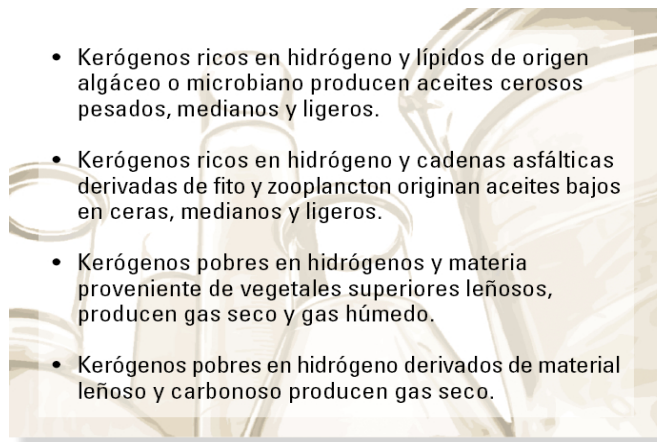 • Kerógenos ricos en hidrógeno y lípidos de origen
algáceo o microbiano producen aceites cerosos
pesados, medianos y ligeros.
• Kerógenos ricos en hidrógeno y cadenas asfálticas
derivadas de fito y zooplancton originan aceites bajos
en ceras, medianos y ligeros.
• Kerógenos pobres en hidrógenos y materia
proveniente de vegetales superiores leñosos,
producen gas seco y gas húmedo.
• Kerógenos pobres en hidrógeno derivados de material
leñoso y carbonoso producen gas seco.